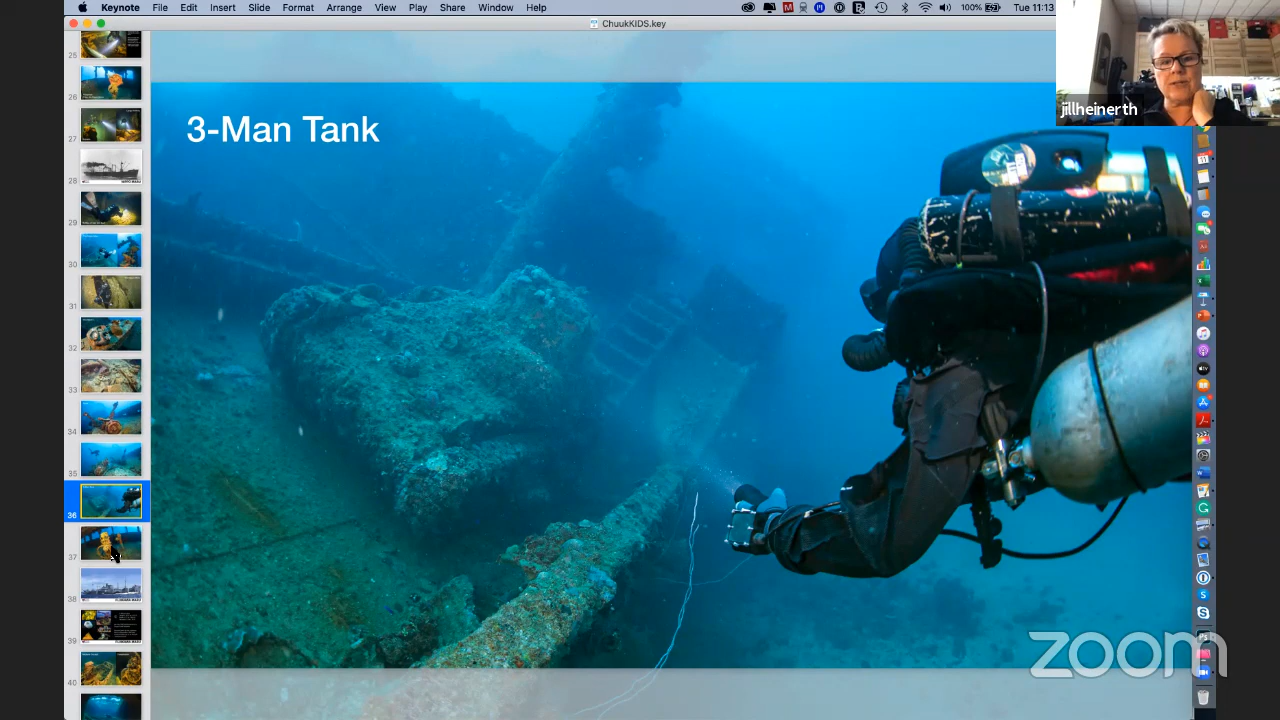 Keynote File Edit Insert Slide Format Arrange View Play Share Window Help
100%
Tue 11:13
ChuukKIDS.key
jillheinerth
3-Man Tank
25
26
27
28
29
30
31
32
33
34
35
36
37
38
39
40
zoom